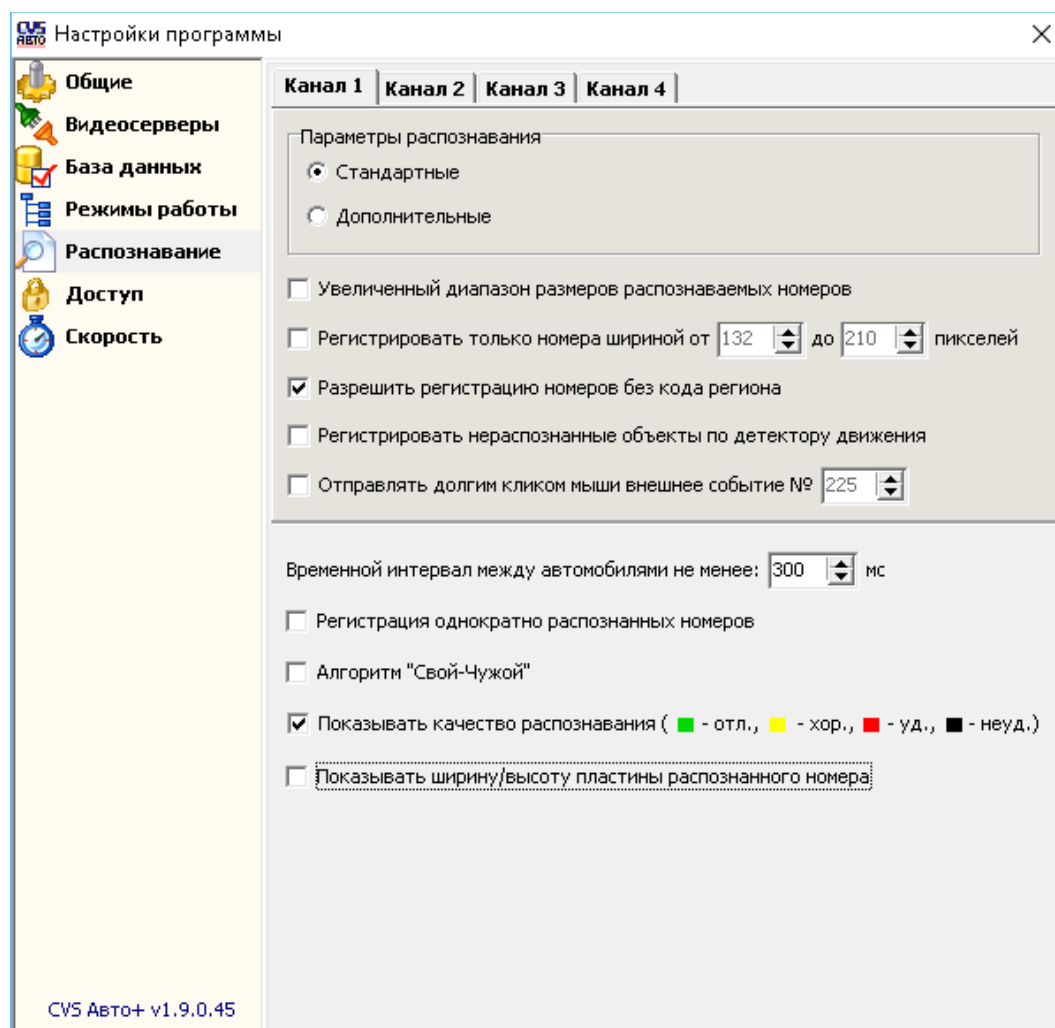 CVS АВТО Настройки программы
Общие
Видеосерверы
База данных
Режимы работы
Распознавание
Доступ
Скорость
CVS Авто+ v1.9.0.45
Канал 1 Канал 2 Канал 3 Канал 4
Параметры распознавания
Стандартные
Дополнительные
Увеличенный диапазон размеров распознаваемых номеров
Регистрировать только номера шириной от 132 до 210 пикселей
Разрешить регистрацию номеров без кода региона
Регистрировать нераспознанные объекты по детектору движения
Отправлять долгим кликом мыши внешнее событие № 225
Временной интервал между автомобилями не менее: 300 мс
Регистрация однократно распознанных номеров
Алгоритм "Свой-Чужой"
Показывать качество распознавания ( - отл., - хор., - уд., - неуд.)
Показывать ширину/высоту пластины распознанного номера